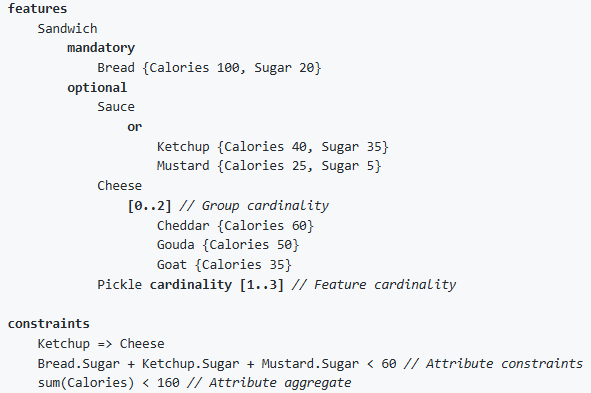 features
    Sandwich
        mandatory
            Bread {Calories 100, Sugar 20}
        optional
            Sauce
                or
                    Ketchup {Calories 40, Sugar 35}
                    Mustard {Calories 25, Sugar 5}
            Cheese
                [0..2] // Group cardinality
                    Cheddar {Calories 60}
                    Gouda {Calories 50}
                    Goat {Calories 35}
            Pickle cardinality [1..3] // Feature cardinality

constraints
    Ketchup => Cheese
    Bread.Sugar + Ketchup.Sugar + Mustard.Sugar < 60 // Attribute constraints
    sum(Calories) < 160 // Attribute aggregate